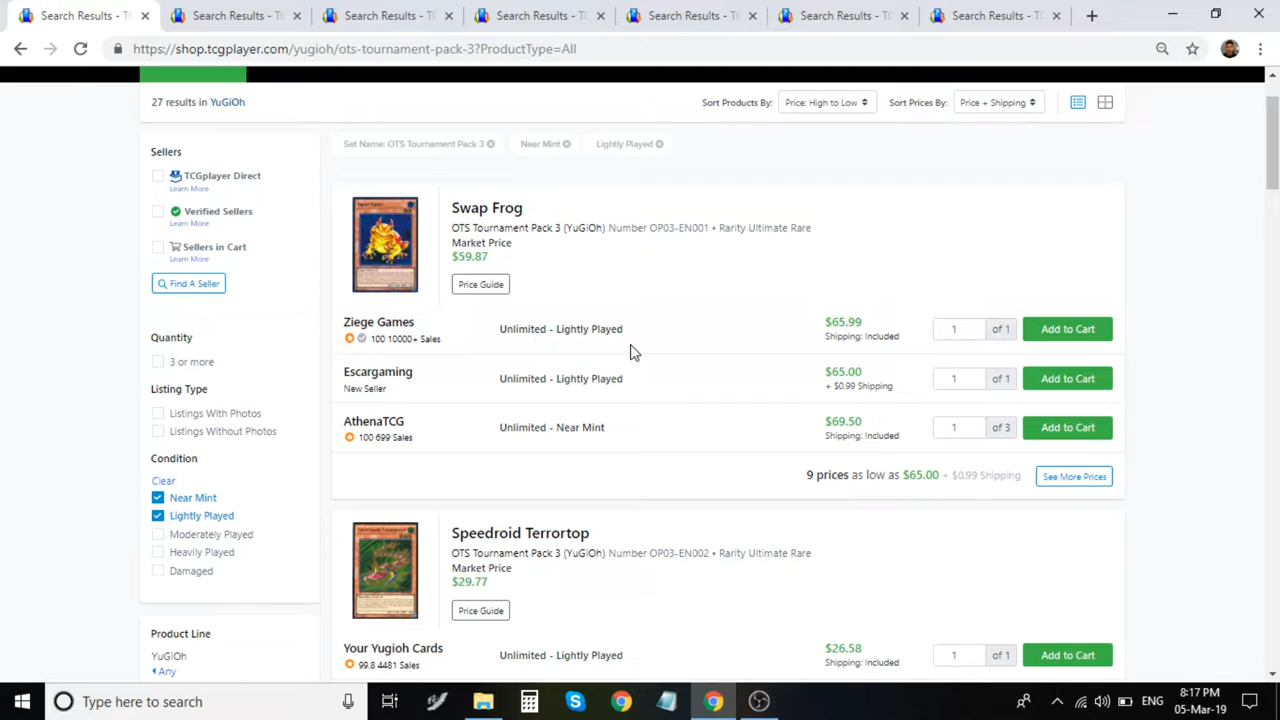 Search Results - TC
Search Results - TC
Search Results - TC
Search Results - TC
Search Results - TC
Search Results - TC
Search Results - TC
https://shop.tcgplayer.com/yugioh/ots-tournament-pack-3?ProductType=All
27 results in YuGiOh
Sort Products By: Price: High to Low Sort Prices By: Price + Shipping
Set Name: OTS Tournament Pack 3 Near Mint Lightly Played
Sellers
TCGplayer Direct
Learn More
Verified Sellers
Learn More
Sellers in Cart
Learn More
Find A Seller
Quantity
3 or more
Listing Type
Listings With Photos
Listings Without Photos
Condition
Clear
Near Mint
Lightly Played
Moderately Played
Heavily Played
Damaged
Product Line
YuGiOh
Any
Swap Frog
OTS Tournament Pack 3 (YuGiOh) Number OP03-EN001 • Rarity Ultimate Rare
Market Price
$59.87
Price Guide
Ziege Games
100 10000+ Sales
Unlimited - Lightly Played
$65.99
Shipping: Included
1 of 1
Add to Cart
Escargaming
New Seller
Unlimited - Lightly Played
$65.00
+ $0.99 Shipping
1 of 1
Add to Cart
AthenaTCG
100 699 Sales
Unlimited - Near Mint
$69.50
Shipping: Included
1 of 3
Add to Cart
9 prices as low as $65.00 + $0.99 Shipping See More Prices
Speedroid Terrortop
OTS Tournament Pack 3 (YuGiOh) Number OP03-EN002 • Rarity Ultimate Rare
Market Price
$29.77
Price Guide
Your Yugioh Cards
99.8 4481 Sales
Unlimited - Lightly Played
$26.58
Shipping: Included
1 of 1
Add to Cart
Type here to search
ENG
8:17 PM
05-Mar-19